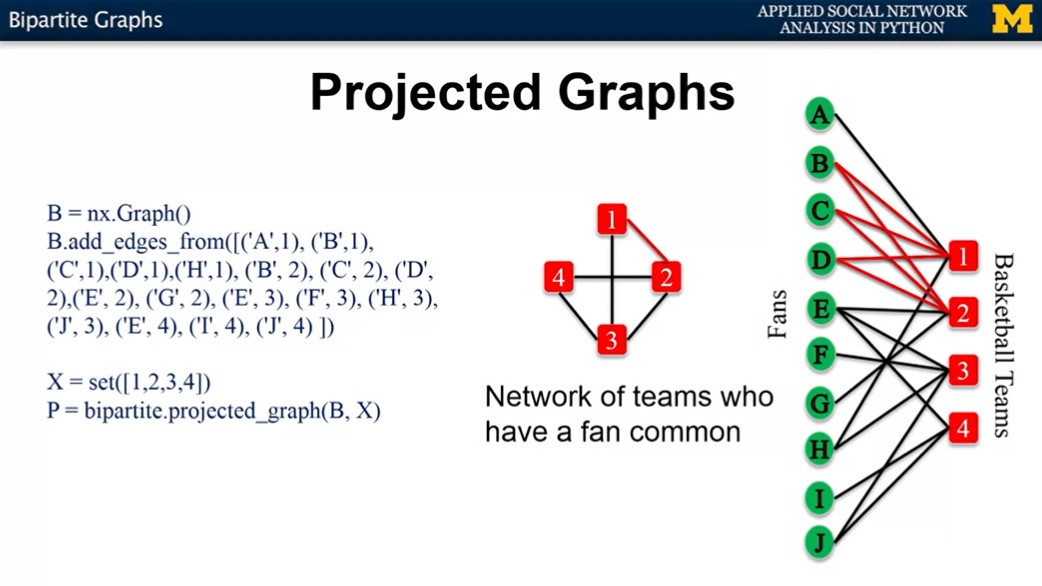 Bipartite Graphs
APPLIED SOCIAL NETWORK
ANALYSIS IN PYTHON
M
Projected Graphs
B = nx.Graph()
B.add_edges_from([('A',1), ('B',1),
('C',1),('D',1),('H',1), ('B', 2), ('C', 2), ('D',
2),('E', 2), ('G', 2), ('E', 3), ('F', 3), ('H', 3),
('J', 3), ('E', 4), ('I', 4), ('J', 4) ])
X = set([1,2,3,4])
P = bipartite.projected_graph(B, X)
1
4
2
3
Network of teams who
have a fan common
Fans
A
B
C
D
E
F
G
H
I
J
1
2
3
4
Basketball Teams